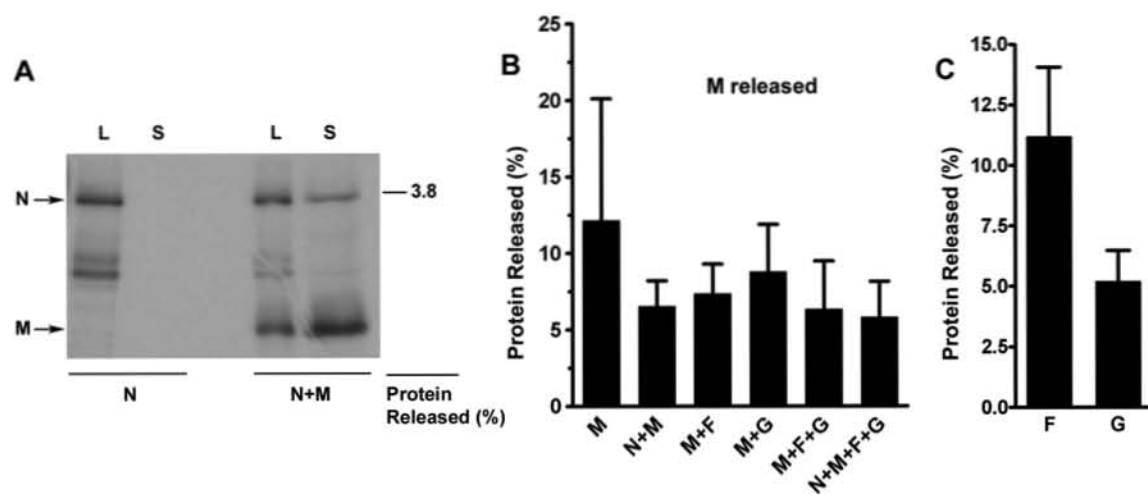 A
L S L S
N
3.8
M
N N+M Protein
Released (%)
B
M released
Protein Released (%)
25
20
15
10
5
0
M N+M M+F M+G M+F+G N+M+F+G
C
Protein Released (%)
15.0
12.5
10.0
7.5
5.0
2.5
0.0
F G